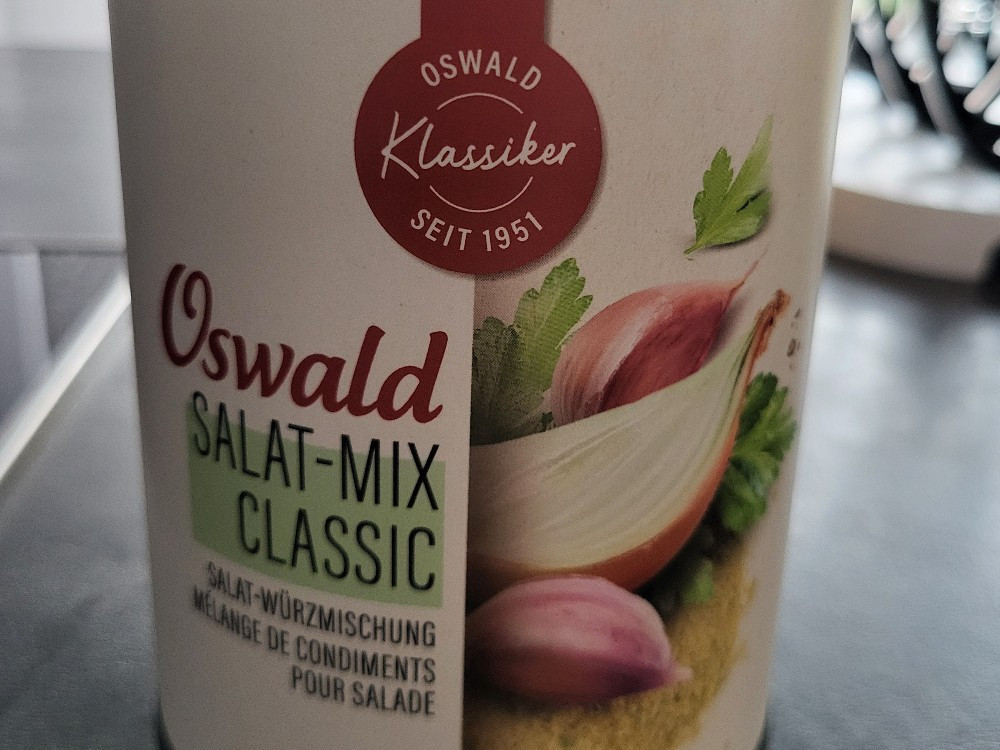 OSWALD
Klassiker
SEIT 1951
Oswald
SALAT-MIX
CLASSIC
SALAT-WÜRZMISCHUNG
MÉLANGE DE CONDIMENTS
POUR SALADE